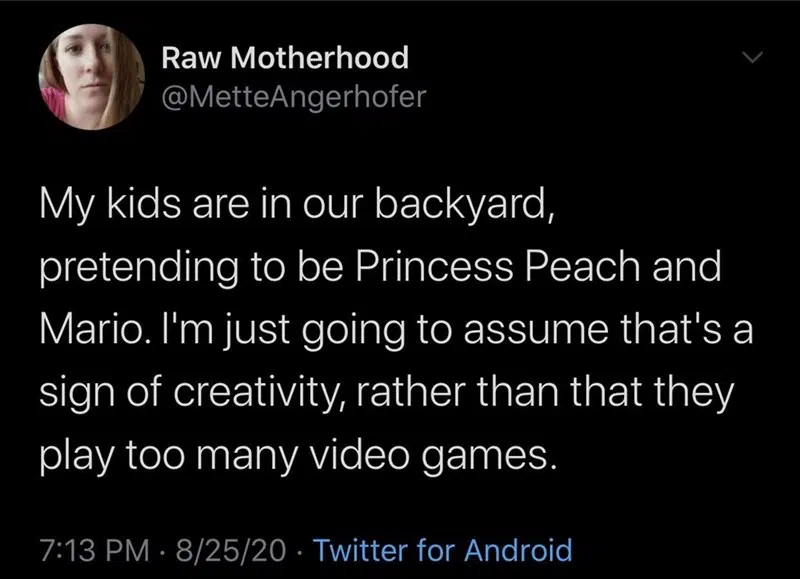 Raw Motherhood
@MetteAngerhofer
My kids are in our backyard,
pretending to be Princess Peach and
Mario. I'm just going to assume that's a
sign of creativity, rather than that they
play too many video games.
7:13 PM · 8/25/20 · Twitter for Android